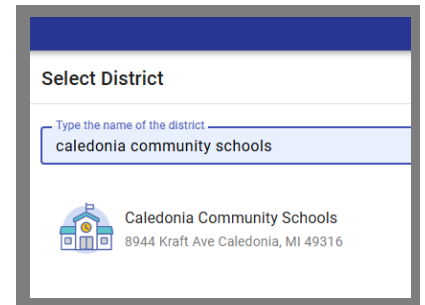 Select District
Type the name of the district
caledonia community schools
Caledonia Community Schools
8944 Kraft Ave Caledonia, MI 49316